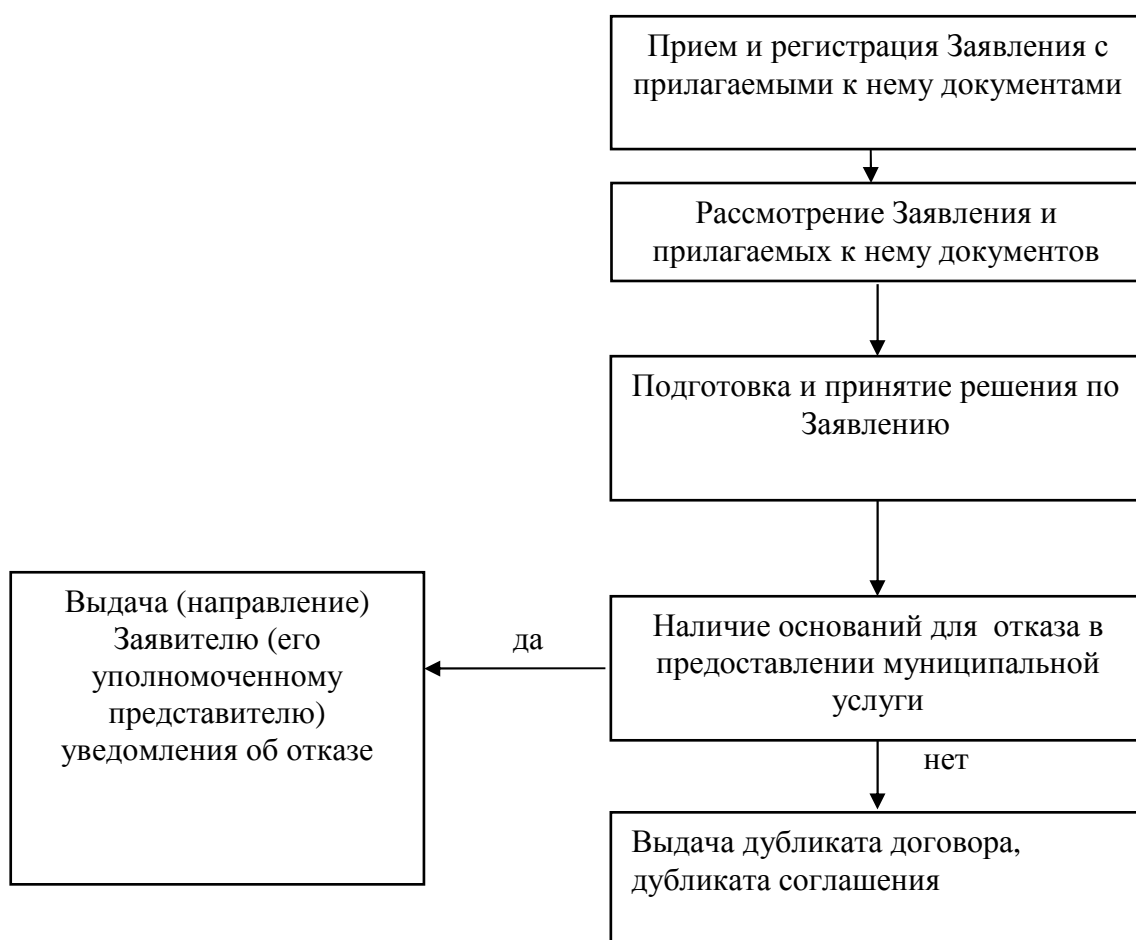 Прием и регистрация Заявления с
прилагаемыми к нему документами
Рассмотрение Заявления и
прилагаемых к нему документов
Подготовка и принятие решения по
Заявлению
Выдача (направление)
Заявителю (его
уполномоченному
представителю)
уведомления об отказе
да
Наличие оснований для  отказа в
предоставлении муниципальной
услуги
нет
Выдача дубликата договора,
дубликата соглашения